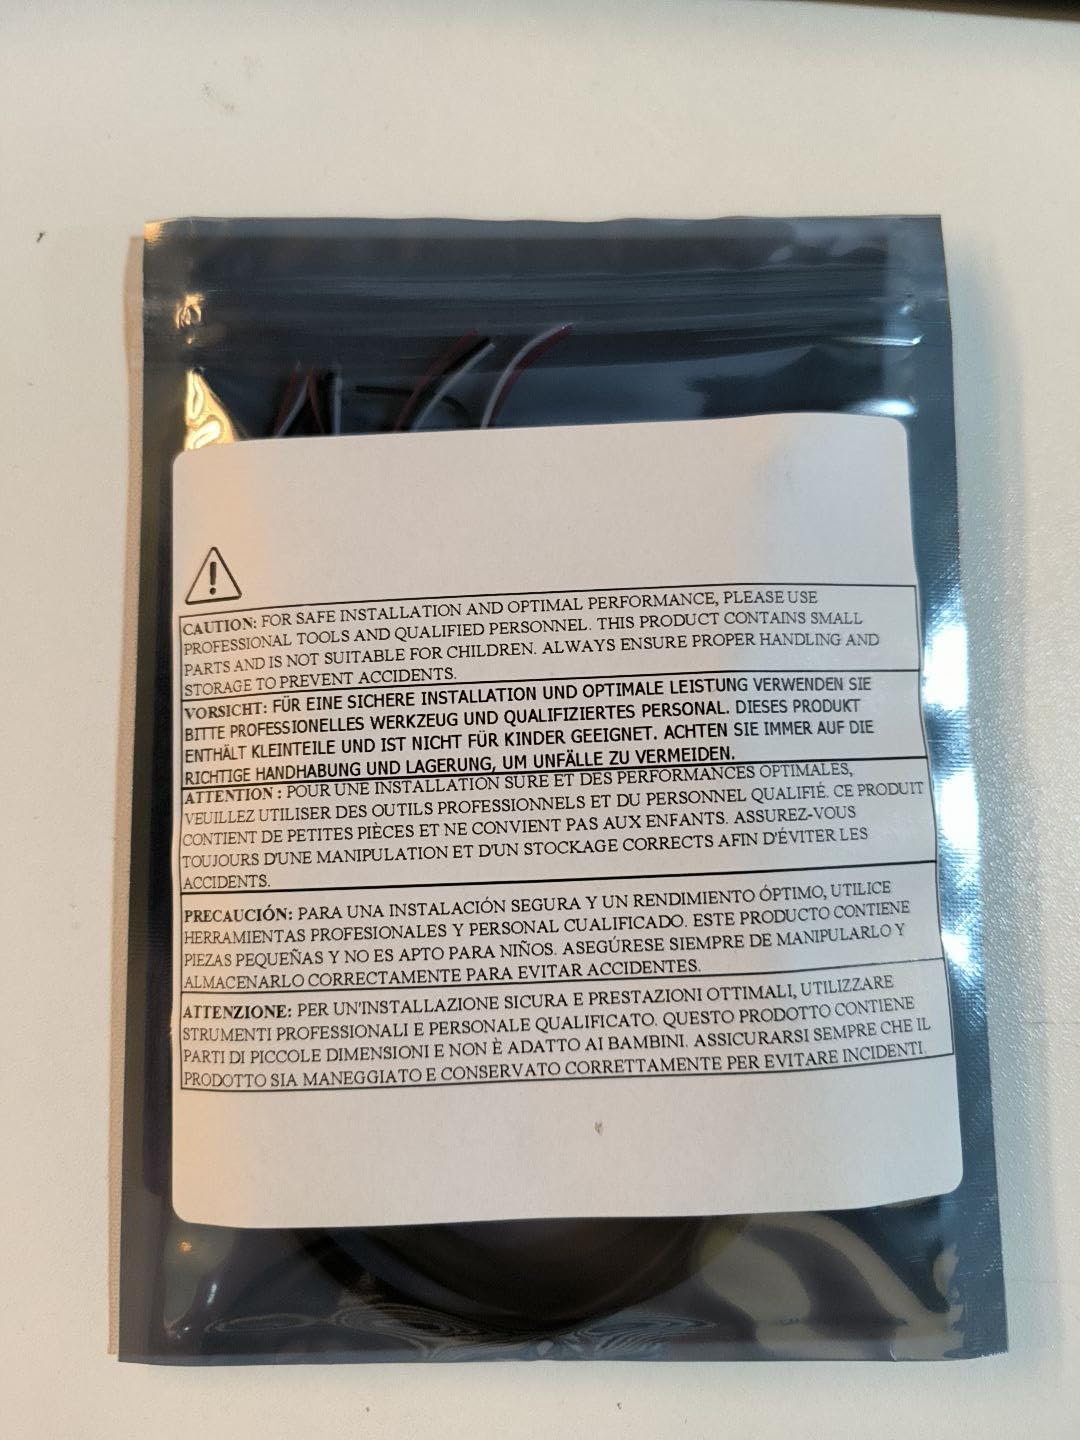 CAUTION: FOR SAFE INSTALLATION AND OPTIMAL PERFORMANCE, PLEASE USE
PROFESSIONAL TOOLS AND QUALIFIED PERSONNEL. THIS PRODUCT CONTAINS SMALL
PARTS AND IS NOT SUITABLE FOR CHILDREN. ALWAYS ENSURE PROPER HANDLING AND
STORAGE TO PREVENT ACCIDENTS.
VORSICHT: FÜR EINE SICHERE INSTALLATION UND OPTIMALE LEISTUNG VERWENDEN SIE
BITTE PROFESSIONELLES WERKZEUG UND QUALIFIZIERTES PERSONAL. DIESES PRODUKT
ENTHÄLT KLEINTEILE UND IST NICHT FÜR KINDER GEEIGNET. ACHTEN SIE IMMER AUF DIE
RICHTIGE HANDHABUNG UND LAGERUNG, UM UNFÄLLE ZU VERMEIDEN.
ATTENTION : POUR UNE INSTALLATION SURE ET DES PERFORMANCES OPTIMALES,
VEUILLEZ UTILISER DES OUTILS PROFESSIONNELS ET DU PERSONNEL QUALIFIÉ. CE PRODUIT
CONTIENT DE PETITES PIÈCES ET NE CONVIENT PAS AUX ENFANTS. ASSUREZ-VOUS
TOUJOURS D'UNE MANIPULATION ET D'UN STOCKAGE CORRECTS AFIN D'ÉVITER LES
ACCIDENTS.
PRECAUCIÓN: PARA UNA INSTALACIÓN SEGURA Y UN RENDIMIENTO ÓPTIMO, UTILICE
HERRAMIENTAS PROFESIONALES Y PERSONAL CUALIFICADO. ESTE PRODUCTO CONTIENE
PIEZAS PEQUEÑAS Y NO ES APTO PARA NIÑOS. ASEGÚRESE SIEMPRE DE MANIPULARLO Y
ALMACENARLO CORRECTAMENTE PARA EVITAR ACCIDENTES.
ATTENZIONE: PER UN'INSTALLAZIONE SICURA E PRESTAZIONI OTTIMALI, UTILIZZARE
STRUMENTI PROFESSIONALI E PERSONALE QUALIFICATO. QUESTO PRODOTTO CONTIENE
PARTI DI PICCOLE DIMENSIONI E NON È ADATTO AI BAMBINI. ASSICURARSI SEMPRE CHE IL
PRODOTTO SIA MANEGGIATO E CONSERVATO CORRETTAMENTE PER EVITARE INCIDENTI.